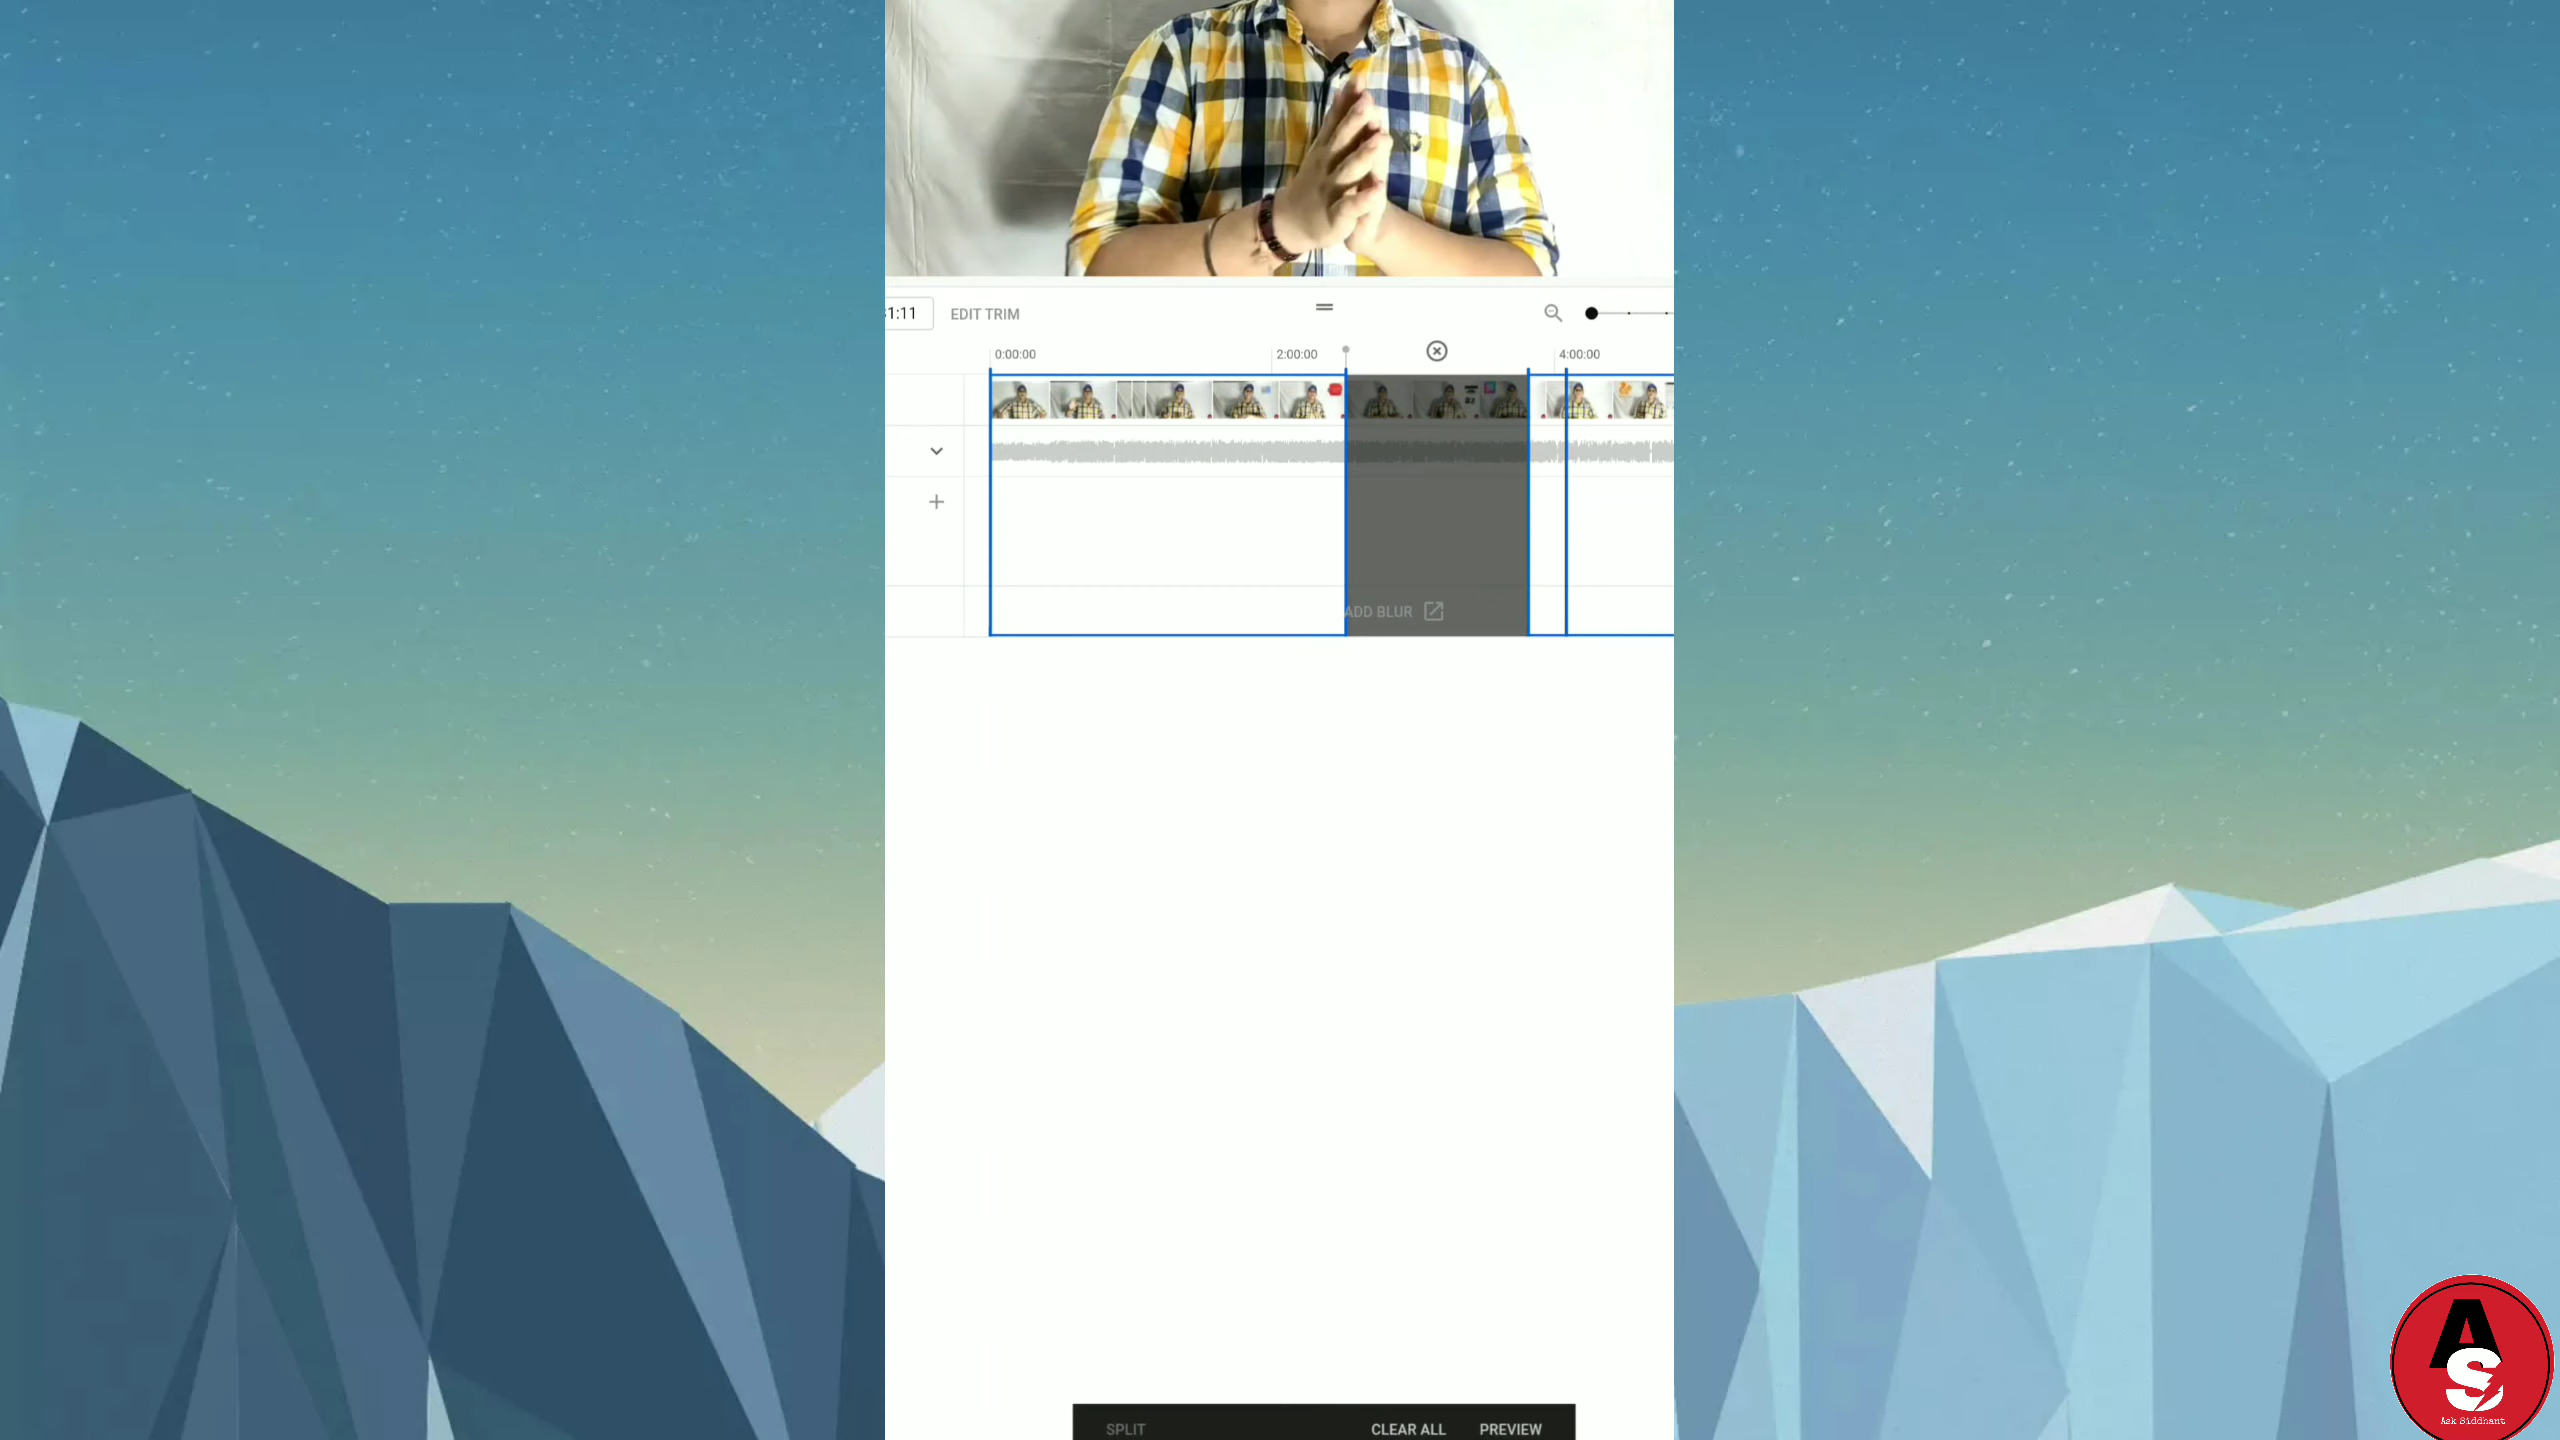 1:11 EDIT TRIM
0:00:00 2:00:00 4:00:00
ADD BLUR
SPLIT CLEAR ALL PREVIEW
AS
Ask Siddhant